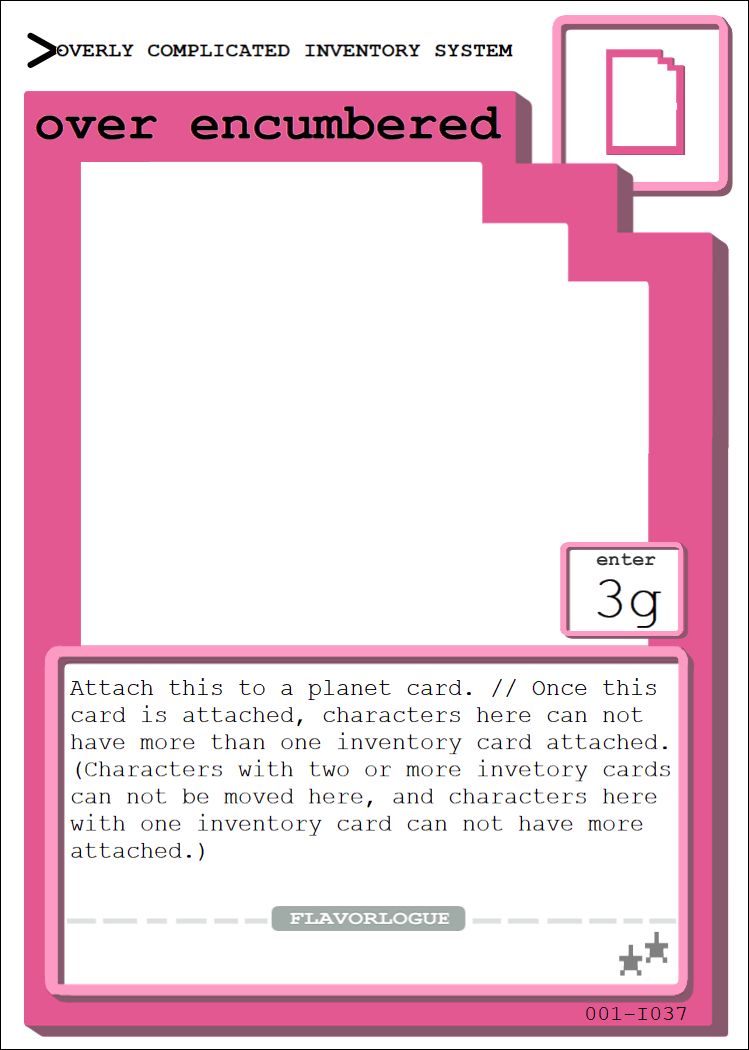 >OVERLY COMPLICATED INVENTORY SYSTEM
over encumbered
enter
3g
Attach this to a planet card. // Once this
card is attached, characters here can not
have more than one inventory card attached.
(Characters with two or more invetory cards
can not be moved here, and characters here
with one inventory card can not have more
attached.)
FLAVORLOGUE
001-I037